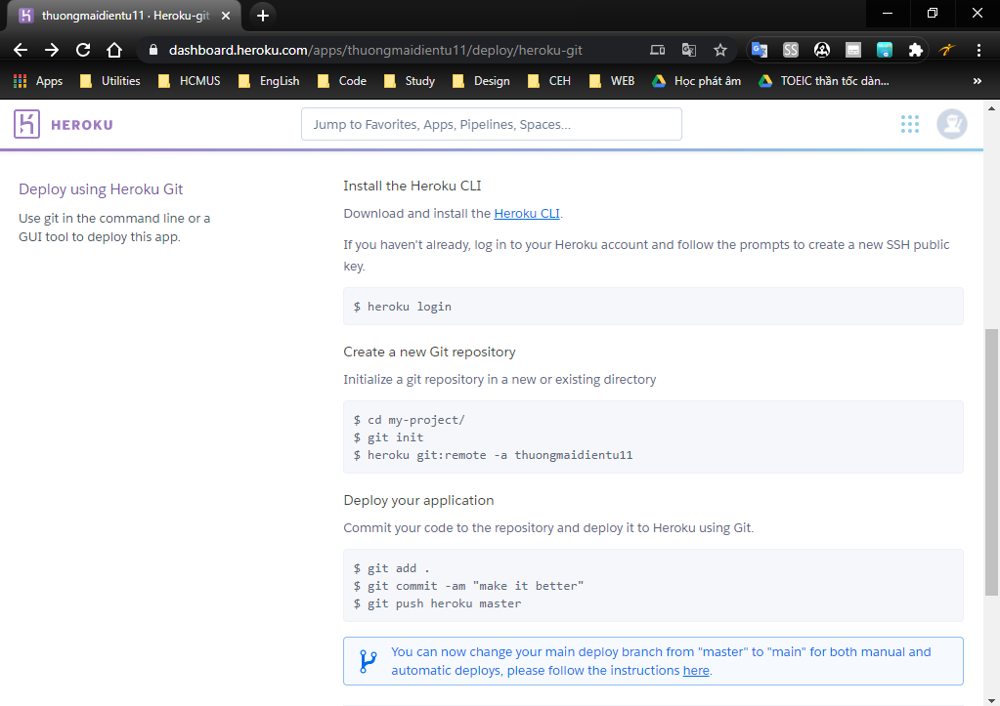 thuongmaidientu11 · Heroku-git
dashboard.heroku.com/apps/thuongmaidientu11/deploy/heroku-git
Apps Utilities HCMUS EngLish Code Study Design CEH WEB Học phát âm TOEIC thần tốc dàn... »
HEROKU
Jump to Favorites, Apps, Pipelines, Spaces...
Deploy using Heroku Git
Use git in the command line or a
GUI tool to deploy this app.
Install the Heroku CLI
Download and install the Heroku CLI.
If you haven't already, log in to your Heroku account and follow the prompts to create a new SSH public
key.
$ heroku login
Create a new Git repository
Initialize a git repository in a new or existing directory
$ cd my-project/
$ git init
$ heroku git:remote -a thuongmaidientu11
Deploy your application
Commit your code to the repository and deploy it to Heroku using Git.
$ git add .
$ git commit -am "make it better"
$ git push heroku master
You can now change your main deploy branch from "master" to "main" for both manual and
automatic deploys, please follow the instructions here.